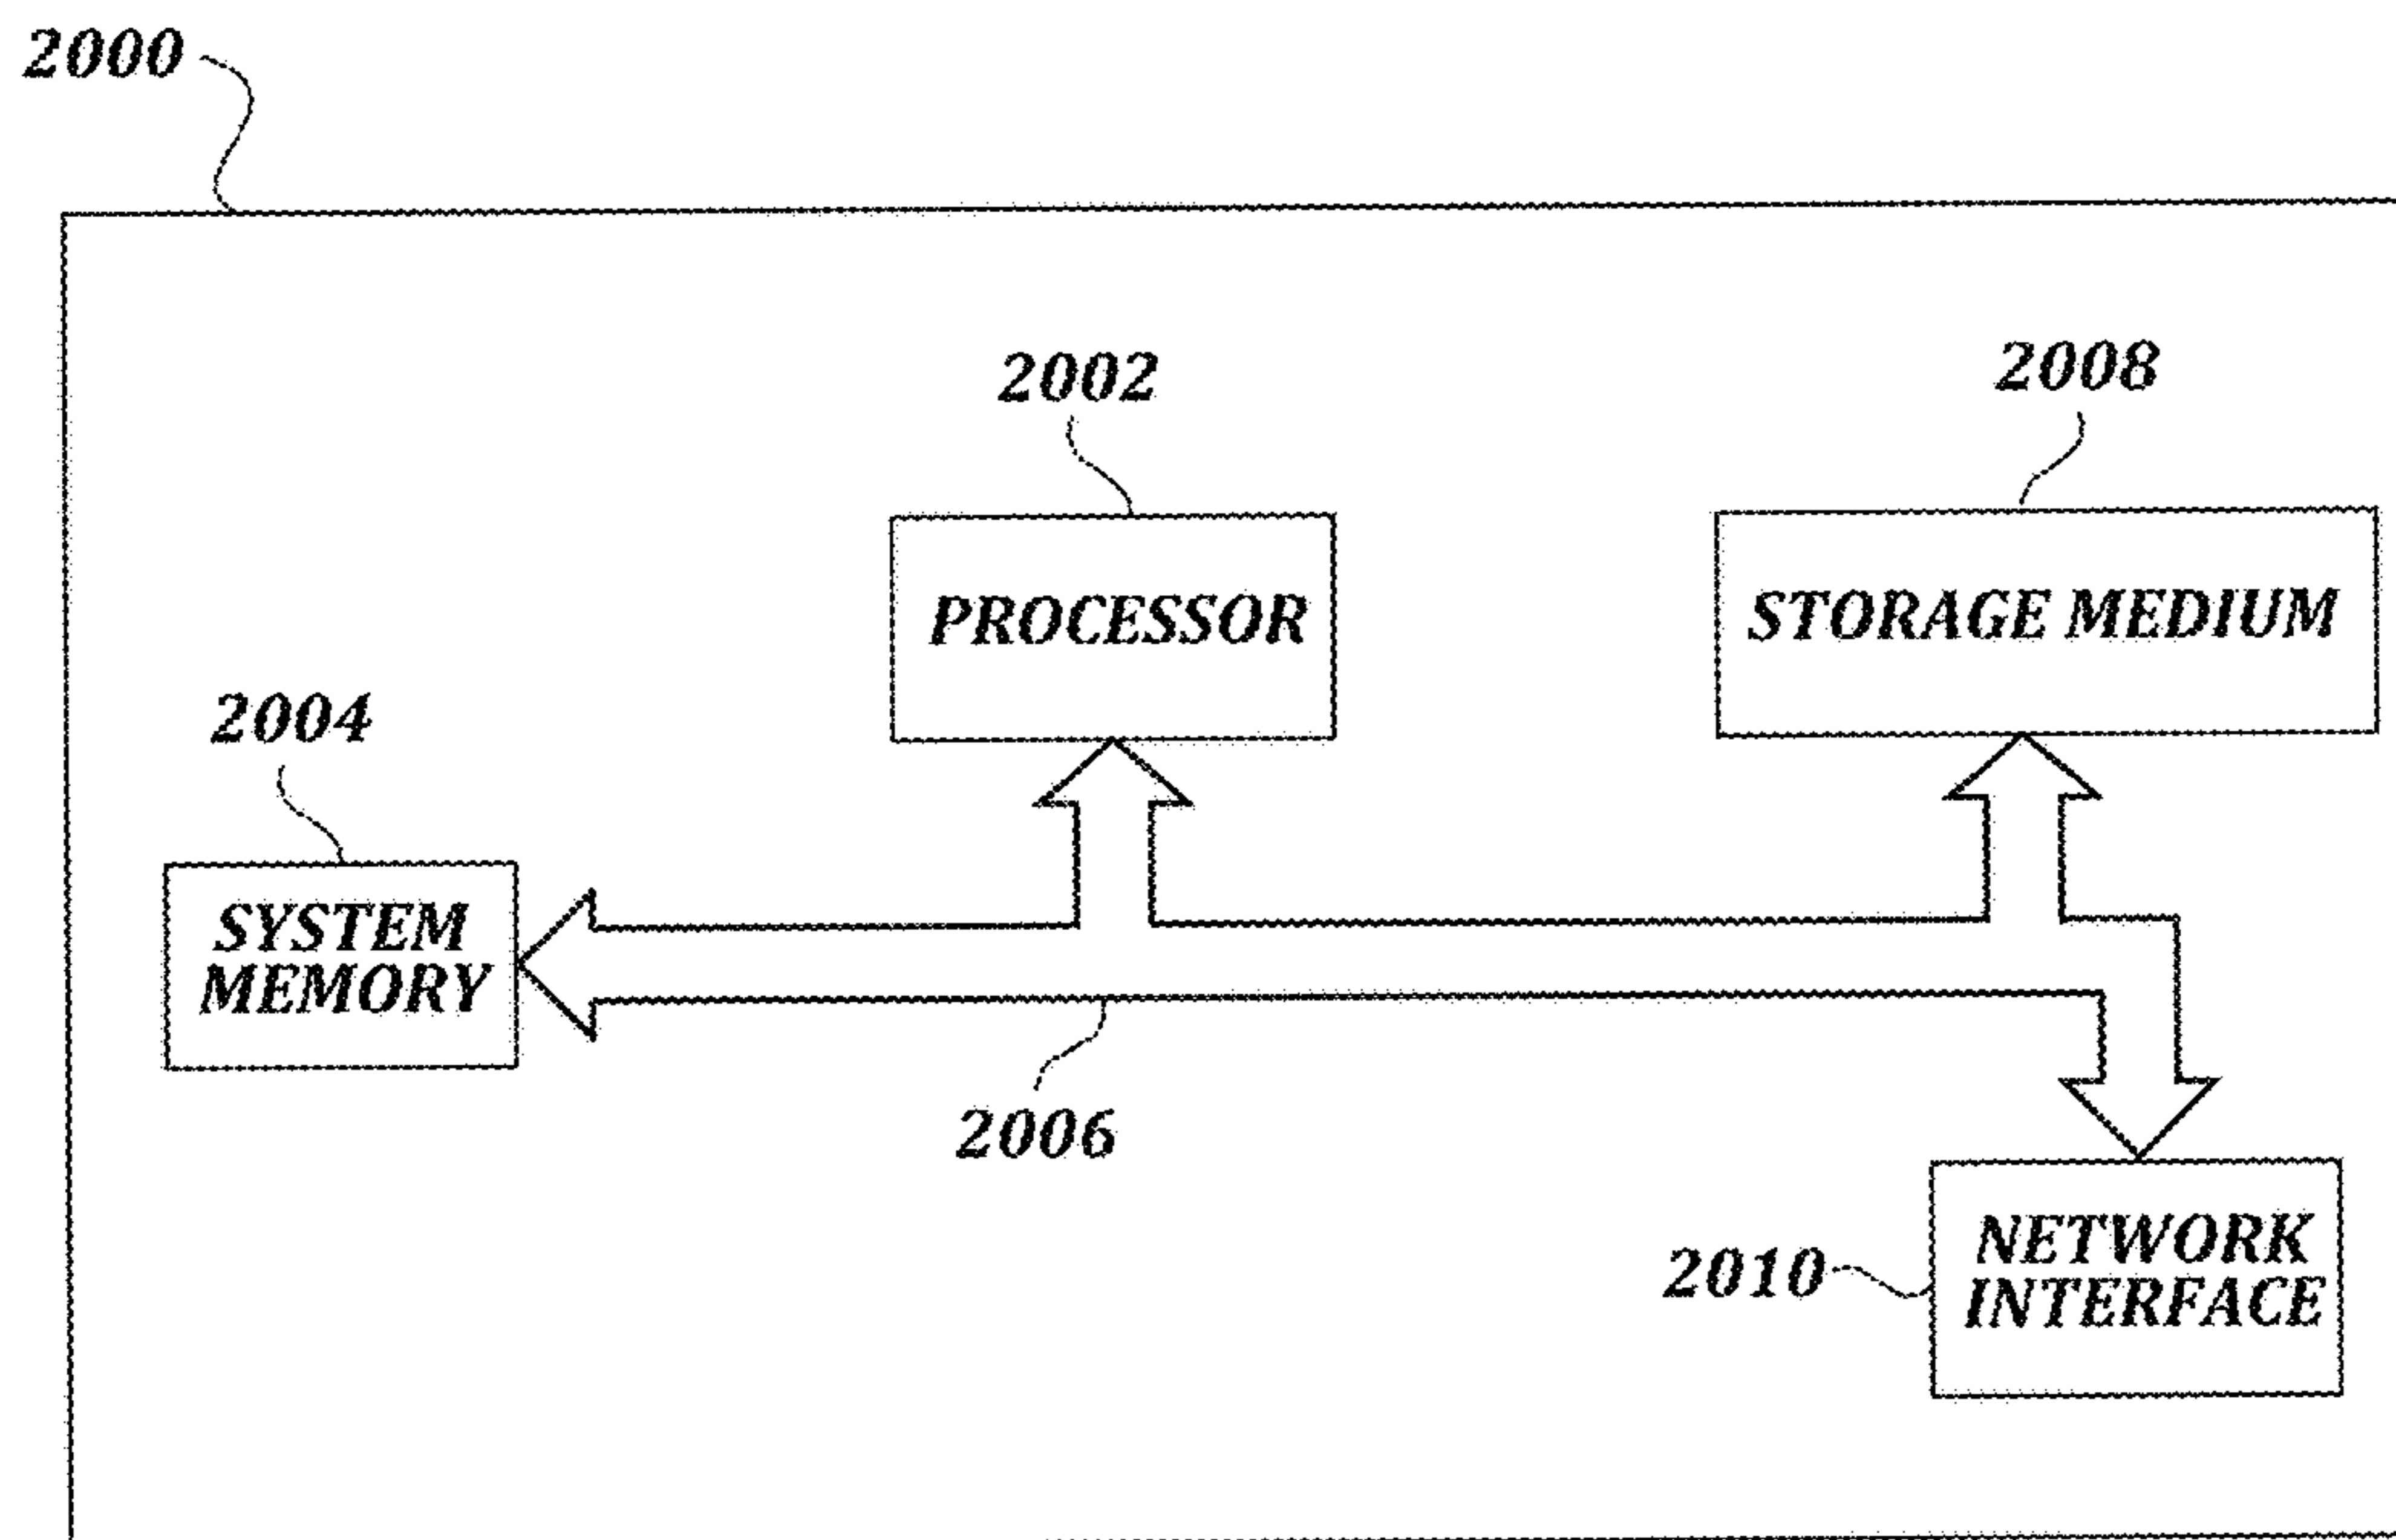 2000
2002
2008
PROCESSOR
STORAGE MEDIUM
2004
SYSTEM
MEMORY
2006
2010
NETWORK
INTERFACE